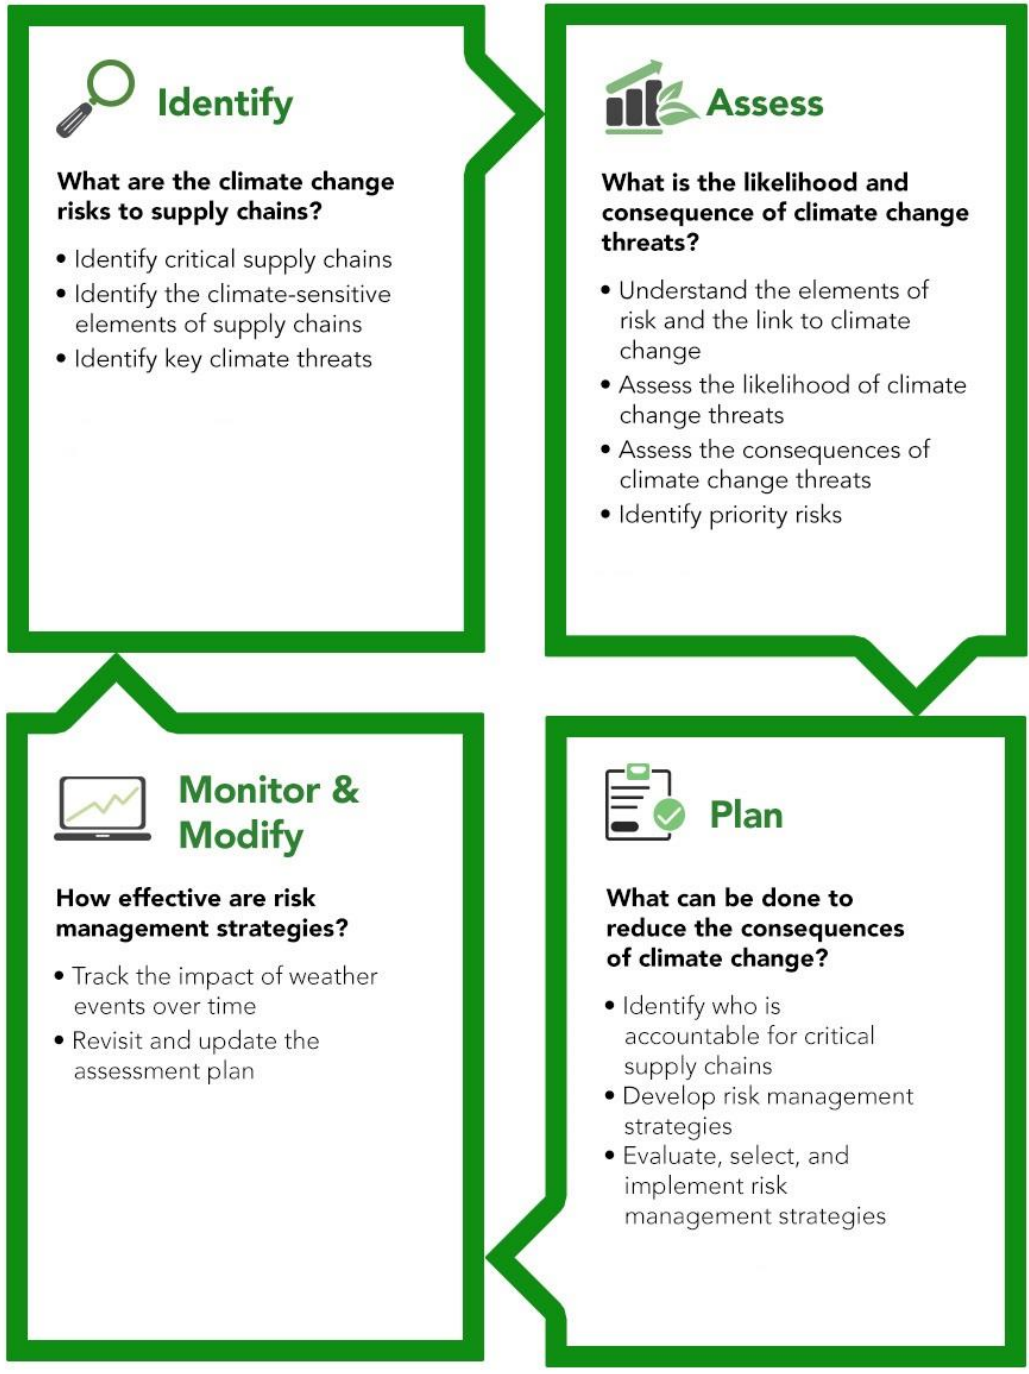 Identify
What are the climate change
risks to supply chains?
• Identify critical supply chains
• Identify the climate-sensitive
elements of supply chains
• Identify key climate threats
Assess
What is the likelihood and
consequence of climate change
threats?
• Understand the elements of
risk and the link to climate
change
• Assess the likelihood of climate
change threats
• Assess the consequences of
climate change threats
• Identify priority risks
Plan
What can be done to
reduce the consequences
of climate change?
• Identify who is
accountable for critical
supply chains
• Develop risk management
strategies
• Evaluate, select, and
implement risk
management strategies
Monitor &
Modify
How effective are risk
management strategies?
• Track the impact of weather
events over time
• Revisit and update the
assessment plan